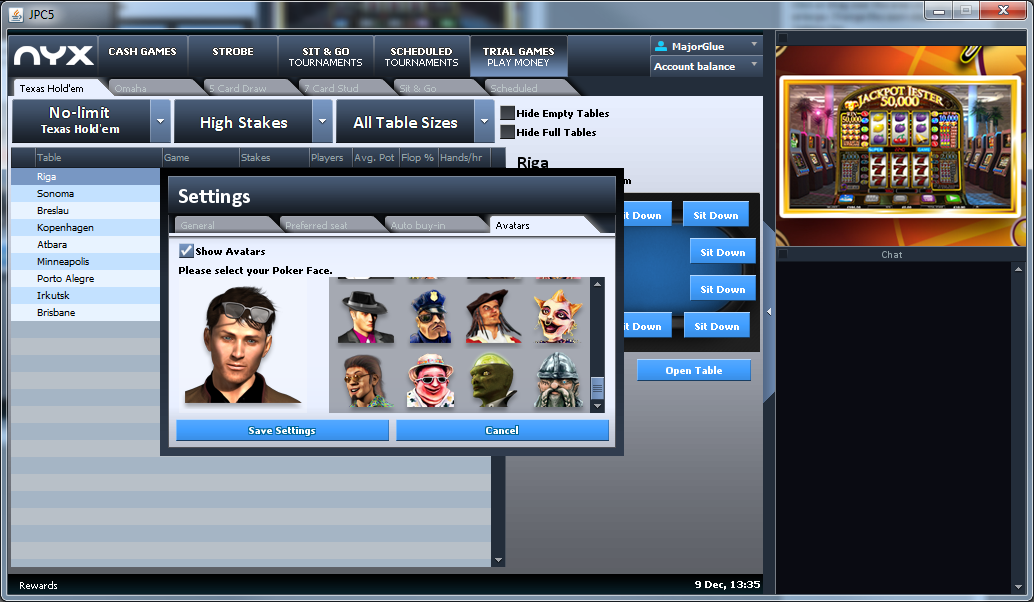 JPC5
NYX
CASH GAMES
STROBE
SIT & GO
TOURNAMENTS
SCHEDULED
TOURNAMENTS
TRIAL GAMES
PLAY MONEY
MajorGlue
Account balance
Texas Hold'em
Omaha
5 Card Draw
7 Card Stud
Sit & Go
Scheduled
No-limit
Texas Hold'em
High Stakes
All Table Sizes
Hide Empty Tables
Hide Full Tables
Table
Game
Stakes
Players
Avg. Pot
Flop %
Hands/hr
Riga
Sonoma
Breslau
Kopenhagen
Atbara
Minneapolis
Porto Alegre
Irkutsk
Brisbane
Riga
Settings
General
Preferred seat
Auto buy-in
Avatars
Show Avatars
Please select your Poker Face.
Save Settings
Cancel
it Down
Sit Down
Sit Down
Sit Down
it Down
Sit Down
Open Table
JACKPOT JESTER
50,000
Chat
Rewards
9 Dec, 13:35